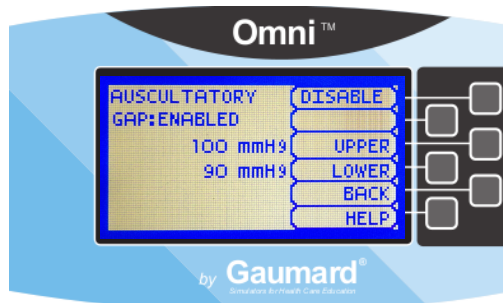 Omni™
AUSCULTATORY DISABLE
GAP:ENABLED
100 mmHg UPPER
90 mmHg LOWER
BACK
HELP
by Gaumard®
Simulators for Health Care Education